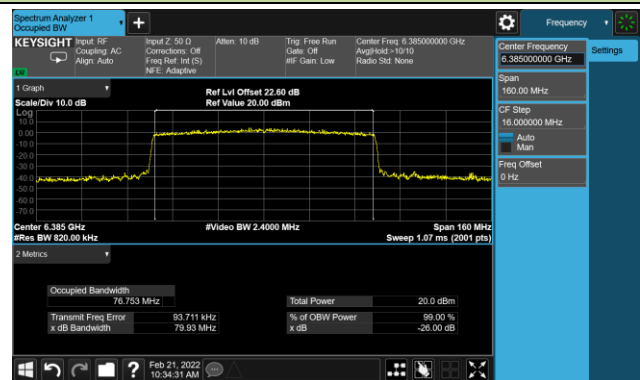 Spectrum Analyzer 1
Occupied BW
Frequency
KEYSIGHT
Input: RF
Coupling: AC
Align: Auto
Input Z: 50 Ω
Corrections: Off
Freq Ref: Int (S)
NFE: Adaptive
Atten: 10 dB
Trig: Free Run
Gate: Off
#IF Gain: Low
Center Freq: 6.385000000 GHz
Avg|Hold:>10/10
Radio Std: None
Center Frequency
6.385000000 GHz
Settings
Span
160.00 MHz
CF Step
16.000000 MHz
Auto
Man
Freq Offset
0 Hz
1 Graph
Scale/Div 10.0 dB
Ref Lvl Offset 22.60 dB
Ref Value 20.00 dBm
Log
10.0
0.00
-10.0
-20.0
-30.0
-40.0
-50.0
-60.0
-70.0
Center 6.385 GHz
#Res BW 820.00 kHz
#Video BW 2.4000 MHz
Span 160 MHz
Sweep 1.07 ms (2001 pts)
2 Metrics
Occupied Bandwidth
76.753 MHz
Transmit Freq Error 93.711 kHz
x dB Bandwidth 79.93 MHz
Total Power 20.0 dBm
% of OBW Power 99.00 %
x dB -26.00 dB
Feb 21, 2022
10:34:31 AM